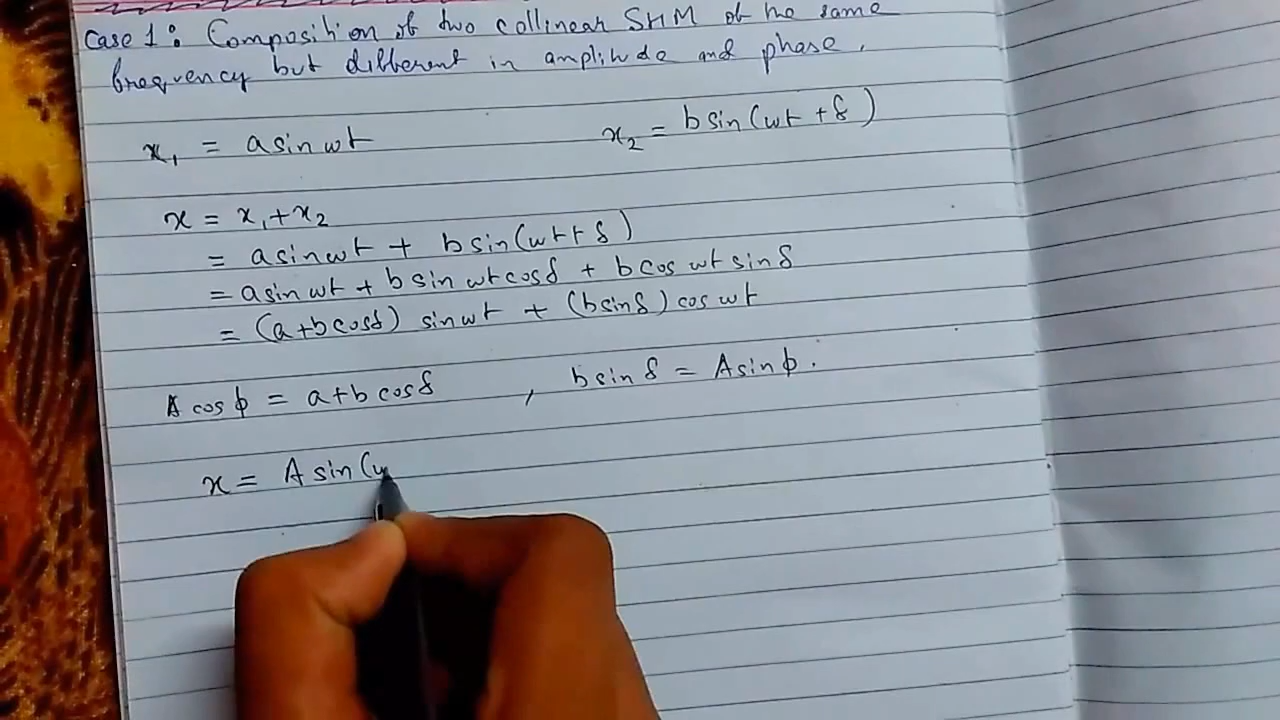 Case 1: Composition of two collinear SHM of the same
frequency but different in amplitude and phase.
x₁ = a sin ωt x₂ = b sin(ωt + δ)
x = x₁ + x₂
= a sin ωt + b sin(ωt + δ)
= a sin ωt + b sin ωt cos δ + b cos ωt sin δ
= (a + b cos δ) sin ωt + (b sin δ) cos ωt
A cos ϕ = a + b cos δ , b sin δ = A sin ϕ.
x = A sin (